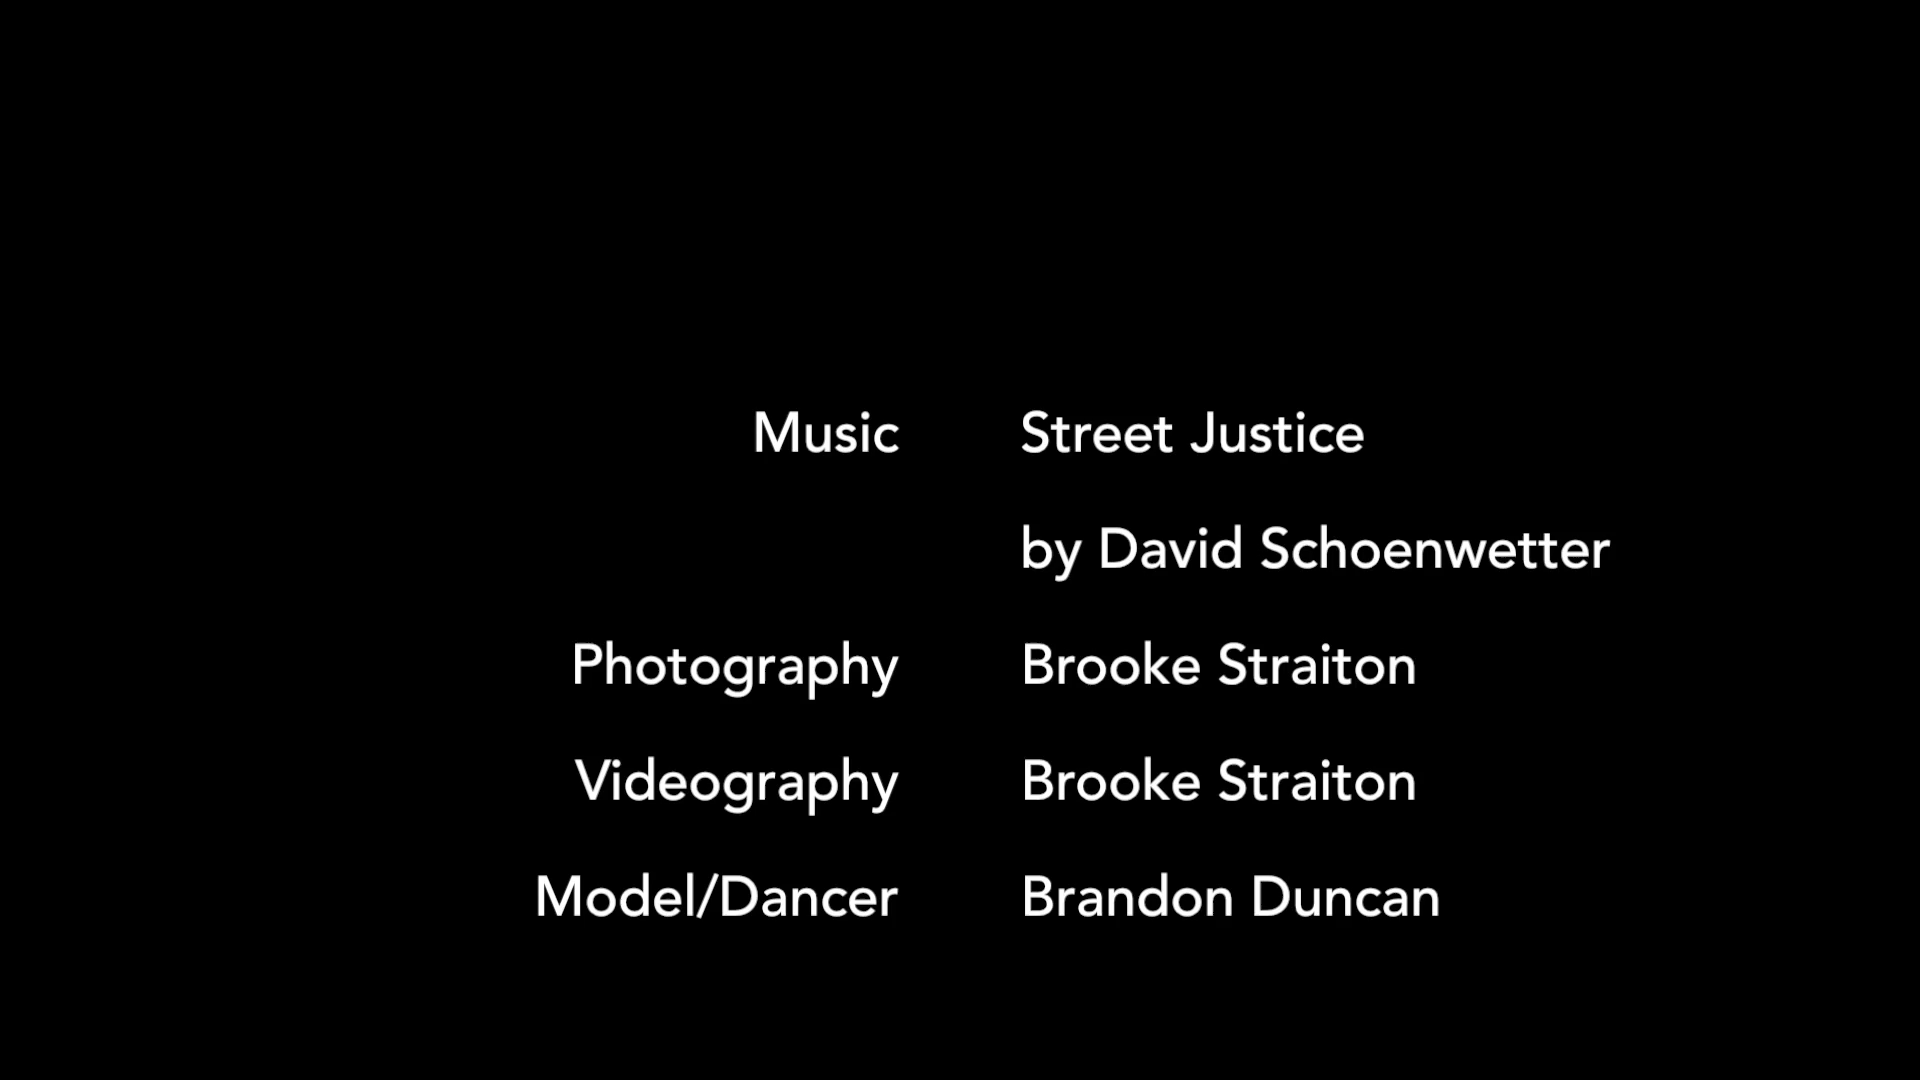 Music Street Justice
by David Schoenwetter
Photography Brooke Straiton
Videography Brooke Straiton
Model/Dancer Brandon Duncan